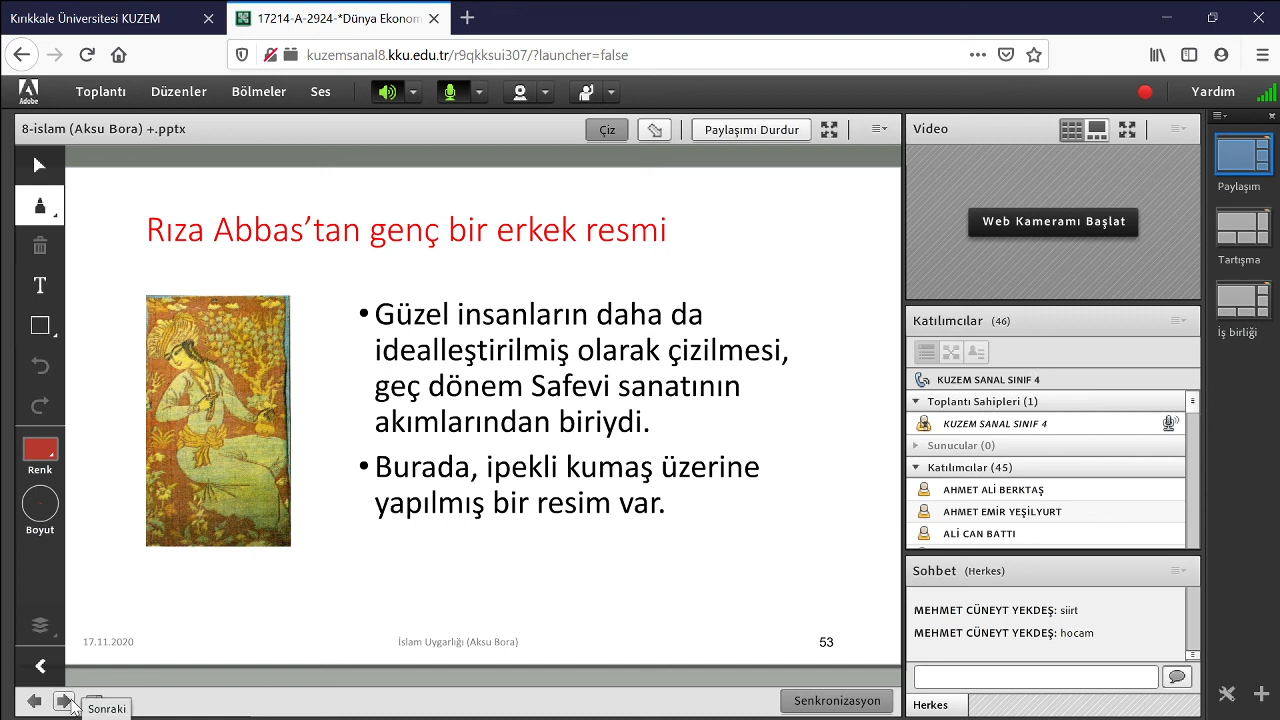 Kırıkkale Üniversitesi KUZEM
17214-A-2924-*Dünya Ekonom
kuzemsanal8.kku.edu.tr/r9qkksui307/?launcher=false
Adobe
Toplantı
Düzenler
Bölmeler
Ses
Yardım
8-islam (Aksu Bora) +.pptx
Çiz
Paylaşımı Durdur
Rıza Abbas’tan genç bir erkek resmi
•Güzel insanların daha da
idealleştirilmiş olarak çizilmesi,
geç dönem Safevi sanatının
akımlarından biriydi.
•Burada, ipekli kumaş üzerine
yapılmış bir resim var.
17.11.2020
İslam Uygarlığı (Aksu Bora)
53
T
Renk
Boyut
Sonraki
Senkronizasyon
Video
Web Kameramı Başlat
Katılımcılar (46)
KUZEM SANAL SINIF 4
Toplantı Sahipleri (1)
KUZEM SANAL SINIF 4
Sunucular (0)
Katılımcılar (45)
AHMET ALİ BERKTAŞ
AHMET EMİR YEŞİLYURT
ALİ CAN BATTI
Sohbet (Herkes)
MEHMET CÜNEYT YEKDEŞ: siirt
MEHMET CÜNEYT YEKDEŞ: hocam
Herkes
Paylaşım
Tartışma
İş birliği